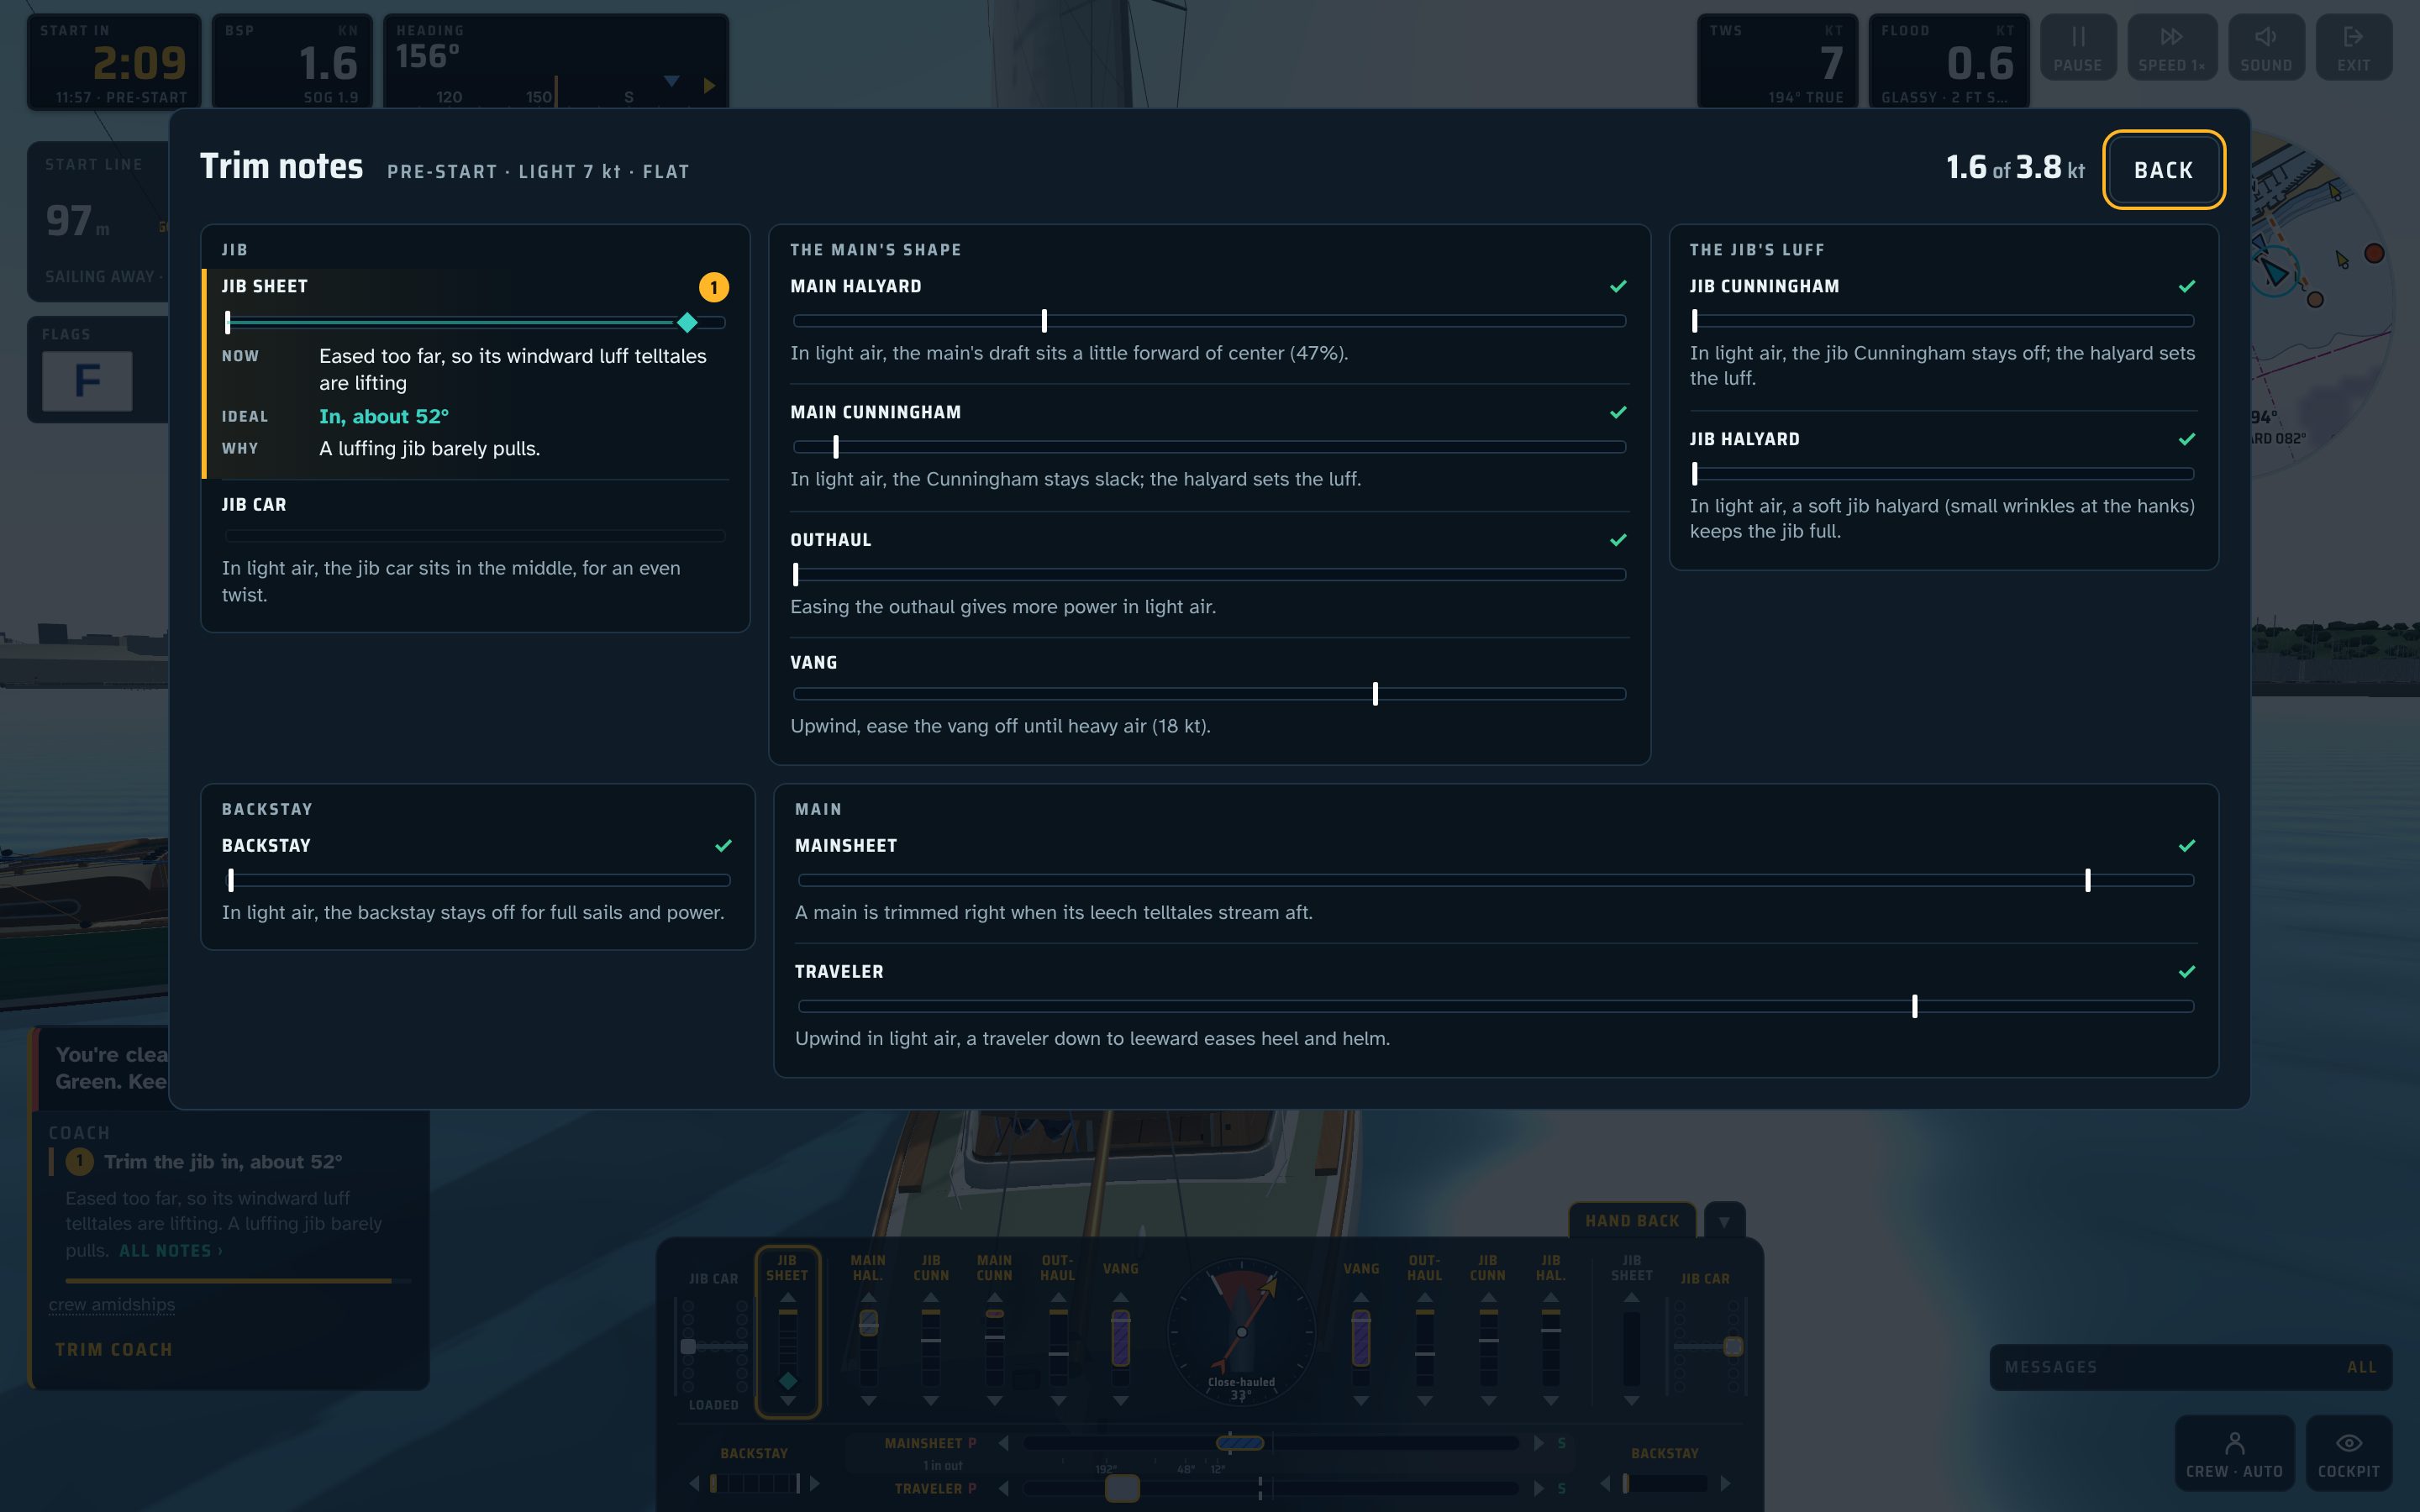 START IN
2:09
11:57 · PRE-START
BSP KN
1.6
SOG 1.9
HEADING
156°
120 150 S
TWS KT
7
194° TRUE
FLOOD KT
0.6
GLASSY · 2 FT S...
PAUSE
SPEED 1×
SOUND
EXIT
START LINE
97 m
SAILING AWAY ·
FLAGS
F
Trim notes PRE-START · LIGHT 7 kt · FLAT
1.6 of 3.8 kt
BACK
JIB
JIB SHEET
1
NOW Eased too far, so its windward luff telltales
are lifting
IDEAL In, about 52°
WHY A luffing jib barely pulls.
JIB CAR
In light air, the jib car sits in the middle, for an even
twist.
THE MAIN'S SHAPE
MAIN HALYARD
In light air, the main's draft sits a little forward of center (47%).
MAIN CUNNINGHAM
In light air, the Cunningham stays slack; the halyard sets the luff.
OUTHAUL
Easing the outhaul gives more power in light air.
VANG
Upwind, ease the vang off until heavy air (18 kt).
THE JIB'S LUFF
JIB CUNNINGHAM
In light air, the jib Cunningham stays off; the halyard sets
the luff.
JIB HALYARD
In light air, a soft jib halyard (small wrinkles at the hanks)
keeps the jib full.
94°
RD 082°
BACKSTAY
BACKSTAY
In light air, the backstay stays off for full sails and power.
MAIN
MAINSHEET
A main is trimmed right when its leech telltales stream aft.
TRAVELER
Upwind in light air, a traveler down to leeward eases heel and helm.
You're clea
Green. Kee
COACH
1 Trim the jib in, about 52°
Eased too far, so its windward luff
telltales are lifting. A luffing jib barely
pulls. ALL NOTES ›
crew amidships
TRIM COACH
HAND BACK
JIB CAR
LOADED
JIB
SHEET
MAIN
HAL.
JIB
CUNN
MAIN
CUNN
OUT-
HAUL
VANG
Close-hauled
33°
VANG
OUT-
HAUL
JIB
CUNN
JIB
HAL.
JIB
SHEET
JIB CAR
BACKSTAY
MAINSHEET P S
1 in out
192° 48° 12°
TRAVELER P S
BACKSTAY
MESSAGES ALL
CREW · AUTO
COCKPIT